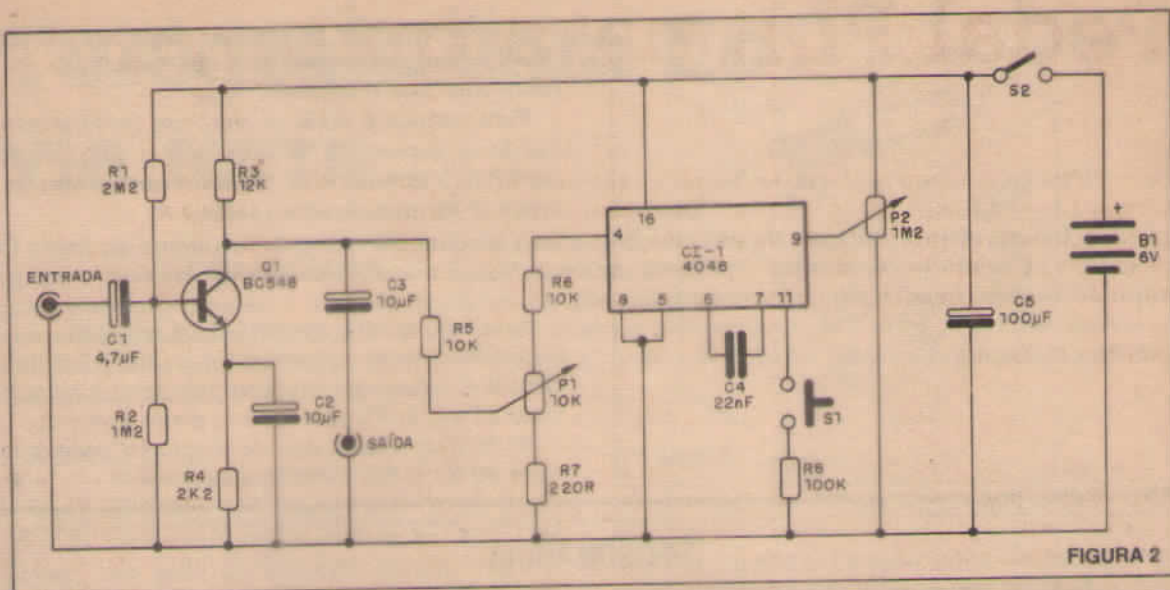 S2
R1
2M2
R3
12K
16
P2
1M2
4
CI-1
4046
9
+
B1
6V
ENTRADA
Q1
BC548
C3
10µF
R6
10K
8
5
6
7
11
C5
100µF
C1
4,7µF
R5
10K
P1
10K
C4
22nF
S1
R2
1M2
C2
10µF
SAÍDA
R4
2K2
R7
220R
R6
100K
FIGURA 2